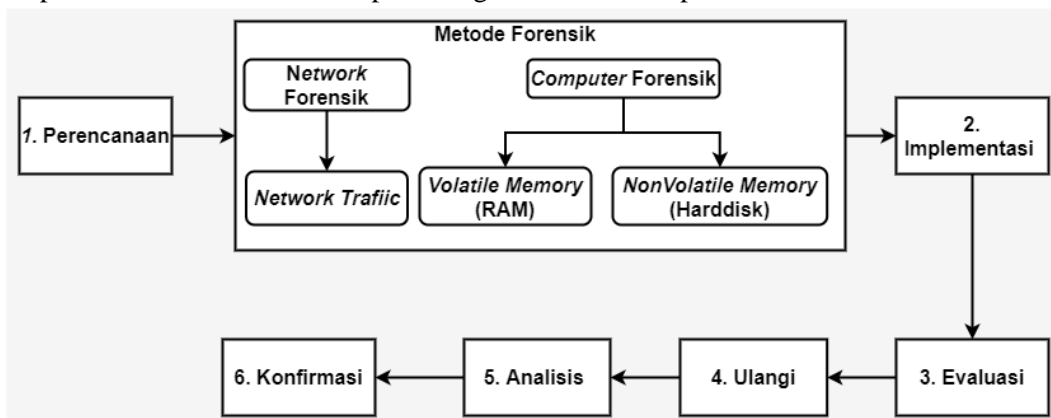 Metode Forensik
Network
Forensik
Computer Forensik
1. Perencanaan
2.
Implementasi
Network Trafiic
Volatile Memory
(RAM)
NonVolatile Memory
(Harddisk)
6. Konfirmasi
5. Analisis
4. Ulangi
3. Evaluasi